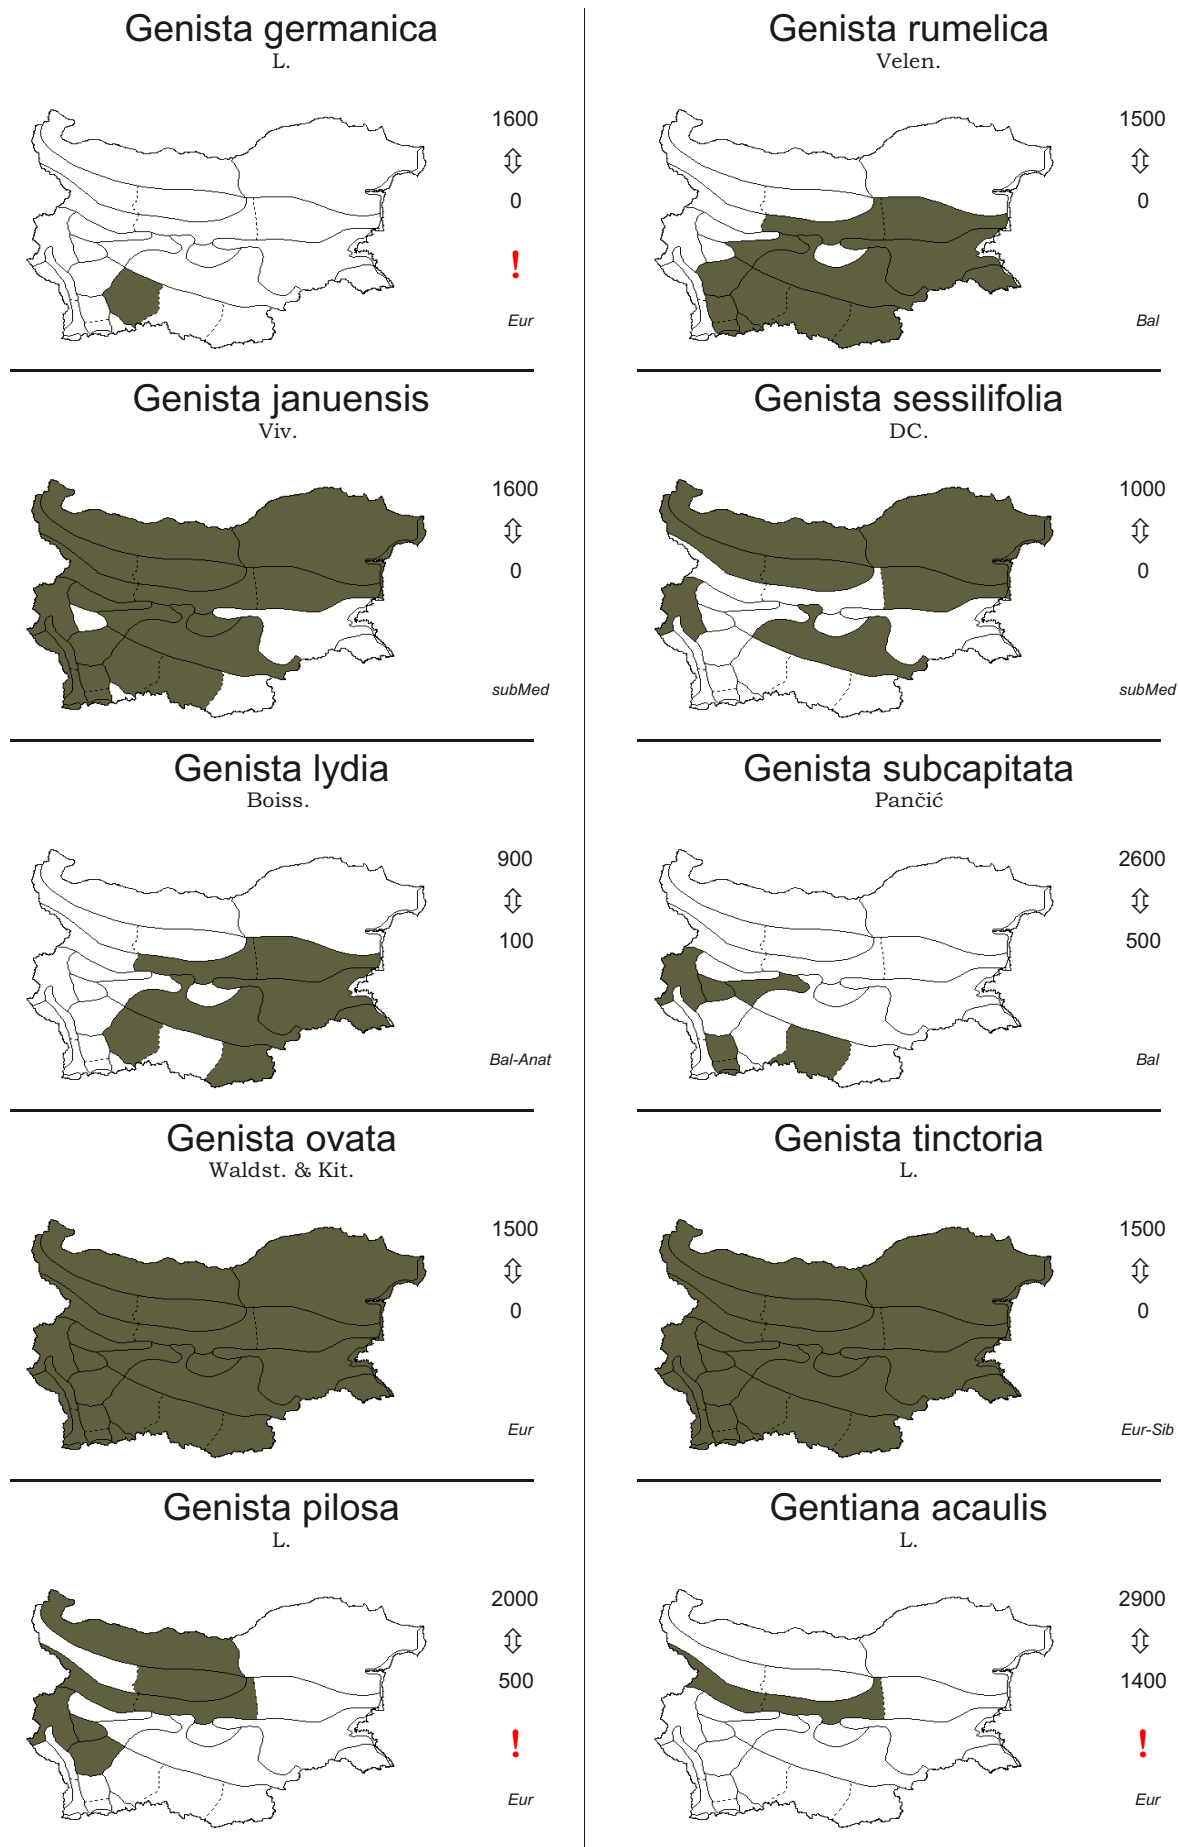 Genista germanica
L.
1600
⇕
0
!
Eur
Genista januensis
Viv.
1600
⇕
0
subMed
Genista lydia
Boiss.
900
⇕
100
Bal-Anat
Genista ovata
Waldst. & Kit.
1500
⇕
0
Eur
Genista pilosa
L.
2000
⇕
500
!
Eur
Genista rumelica
Velen.
1500
⇕
0
Bal
Genista sessilifolia
DC.
1000
⇕
0
subMed
Genista subcapitata
Pančić
2600
⇕
500
Bal
Genista tinctoria
L.
1500
⇕
0
Eur-Sib
Gentiana acaulis
L.
2900
⇕
1400
!
Eur